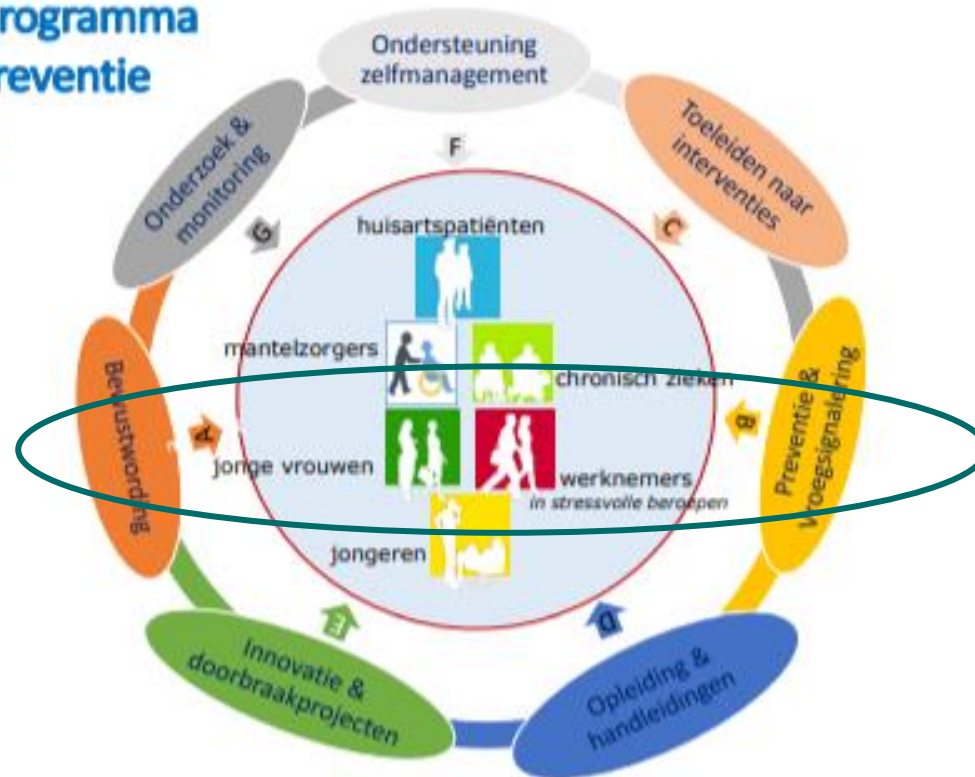 rogramma
reventie
Ondersteuning
zelfmanagement
Toeleiden naar
interventies
Onderzoek &
monitoring
F
G
C
huisartspatiënten
mantelzorgers
chronisch zieken
Bewustwording
A
B
Preventie &
Vroegsignalering
jonge vrouwen
werknemers
in stressvolle beroepen
jongeren
E
D
Innovatie &
doorbraakprojecten
Opleiding &
handleidingen